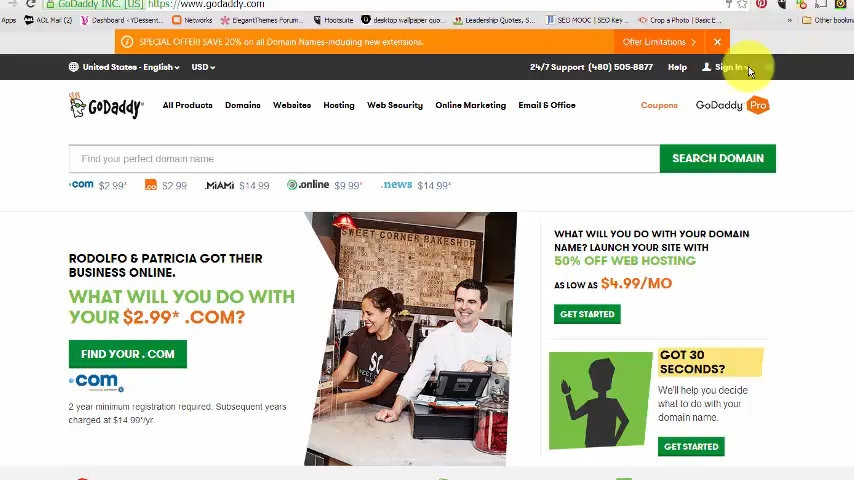 GoDaddy INC. [US] https://www.godaddy.com
Apps AOL Mail (2) Dashboard - YDessent... Networks ElegantThemes Forum... Hootsuite desktop wallpaper quo... Leadership Quotes, S... SEO MOOC | SEO Key... Crop a Photo | Basic E... » Other bookm
SPECIAL OFFER! SAVE 20% on all Domain Names-including new extensions. Offer Limitations
United States - English USD 24/7 Support (480) 505-8877 Help Sign In
GoDaddy All Products Domains Websites Hosting Web Security Online Marketing Email & Office Coupons GoDaddy Pro
Find your perfect domain name SEARCH DOMAIN
.com $2.99* $2.99 .MIAMI $14.99 .online $9.99* .news $14.99*
RODOLFO & PATRICIA GOT THEIR
BUSINESS ONLINE.
WHAT WILL YOU DO WITH
YOUR $2.99* .COM?
FIND YOUR .COM
.com
2 year minimum registration required. Subsequent years
charged at $14.99*/yr.
SWEET CORNER BAKESHOP
WHAT WILL YOU DO WITH YOUR DOMAIN
NAME? LAUNCH YOUR SITE WITH
50% OFF WEB HOSTING
AS LOW AS $4.99/MO
GET STARTED
GOT 30
SECONDS?
We'll help you decide
what to do with your
domain name.
GET STARTED